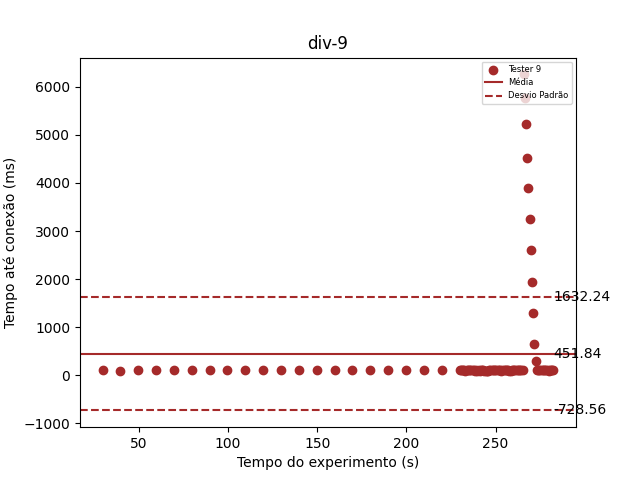 div-9
Tester 9
Média
Desvio Padrão
6000
5000
4000
3000
2000
1000
0
−1000
1632.24
451.84
-728.56
50
100
150
200
250
Tempo até conexão (ms)
Tempo do experimento (s)